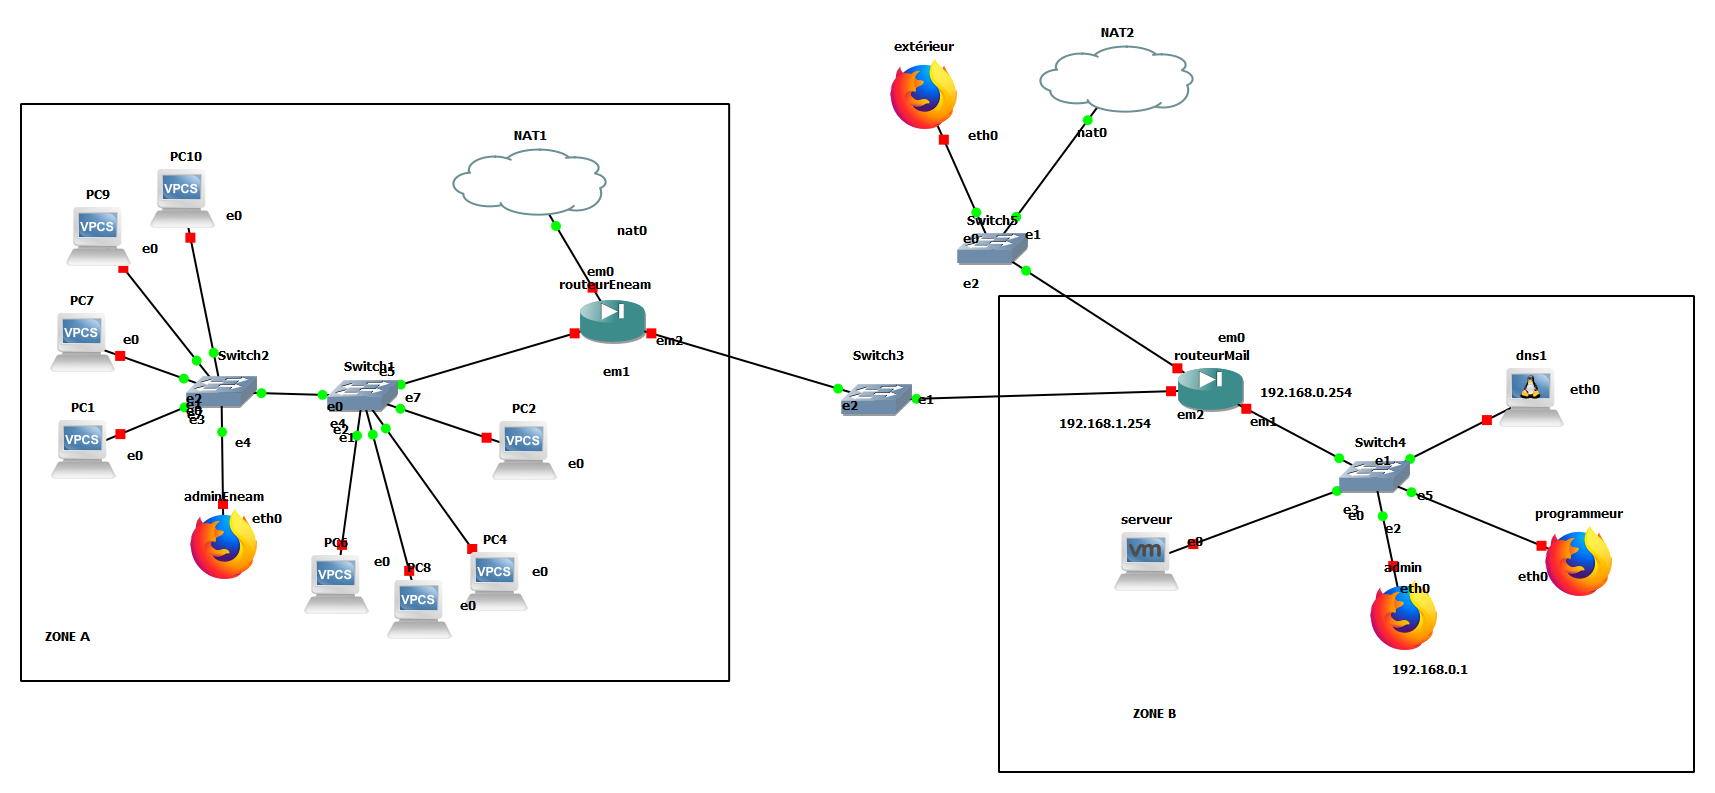 NAT2
extérieur
eth0
nat0
Switch5
e0
e1
e2
NAT1
nat0
PC10
VPCS
e0
PC9
VPCS
e0
em0
routeurEneam
em2
em1
PC7
VPCS
e0
Switch2
e2
e3
e4
Switch1
e0
e7
e4
e2
e1
PC1
VPCS
e0
PC2
VPCS
e0
adminEneam
eth0
PC6
VPCS
e0
PC8
VPCS
e0
PC4
VPCS
e0
ZONE A
Switch3
e2
e1
em0
routeurMail
192.168.0.254
em2
em1
192.168.1.254
dns1
eth0
Switch4
e1
e5
e3
e0
e2
serveur
vm
e0
programmeur
eth0
admin
eth0
192.168.0.1
ZONE B